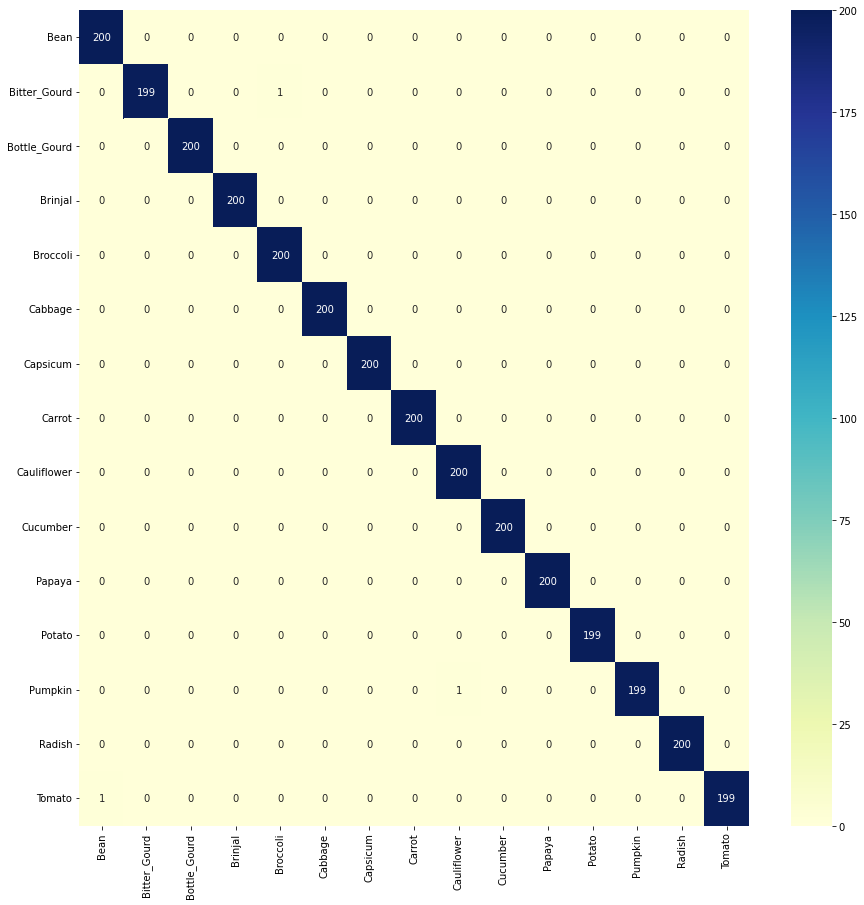 Bean 200 0 0 0 0 0 0 0 0 0 0 0 0 0 0
Bitter_Gourd 0 199 0 0 1 0 0 0 0 0 0 0 0 0 0
Bottle_Gourd 0 0 200 0 0 0 0 0 0 0 0 0 0 0 0
Brinjal 0 0 0 200 0 0 0 0 0 0 0 0 0 0 0
Broccoli 0 0 0 0 200 0 0 0 0 0 0 0 0 0 0
Cabbage 0 0 0 0 0 200 0 0 0 0 0 0 0 0 0
Capsicum 0 0 0 0 0 0 200 0 0 0 0 0 0 0 0
Carrot 0 0 0 0 0 0 0 200 0 0 0 0 0 0 0
Cauliflower 0 0 0 0 0 0 0 0 200 0 0 0 0 0 0
Cucumber 0 0 0 0 0 0 0 0 0 200 0 0 0 0 0
Papaya 0 0 0 0 0 0 0 0 0 0 200 0 0 0 0
Potato 0 0 0 0 0 0 0 0 0 0 0 199 0 0 0
Pumpkin 0 0 0 0 0 0 0 0 1 0 0 0 199 0 0
Radish 0 0 0 0 0 0 0 0 0 0 0 0 0 200 0
Tomato 1 0 0 0 0 0 0 0 0 0 0 0 0 0 199
Bean Bitter_Gourd Bottle_Gourd Brinjal Broccoli Cabbage Capsicum Carrot Cauliflower Cucumber Papaya Potato Pumpkin Radish Tomato
200
175
150
125
100
75
50
25
0